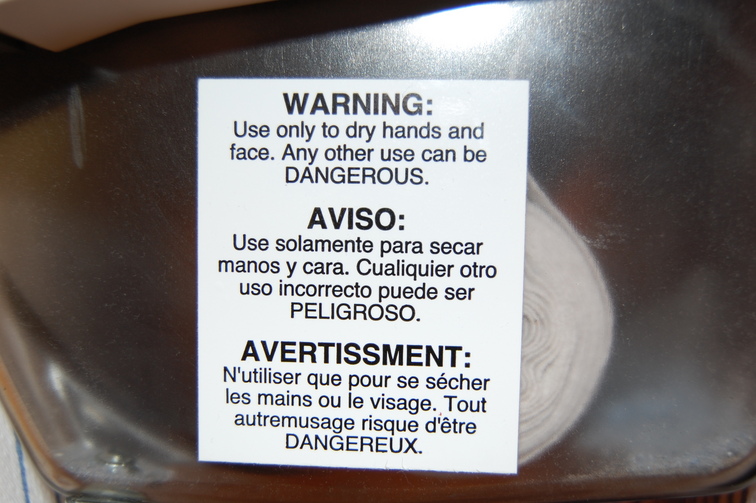 WARNING:
Use only to dry hands and
face. Any other use can be
DANGEROUS.
AVISO:
Use solamente para secar
manos y cara. Cualiquier otro
uso incorrecto puede ser
PELIGROSO.
AVERTISSMENT:
N'utiliser que pour se sécher
les mains ou le visage. Tout
autremusage risque d'être
DANGEREUX.